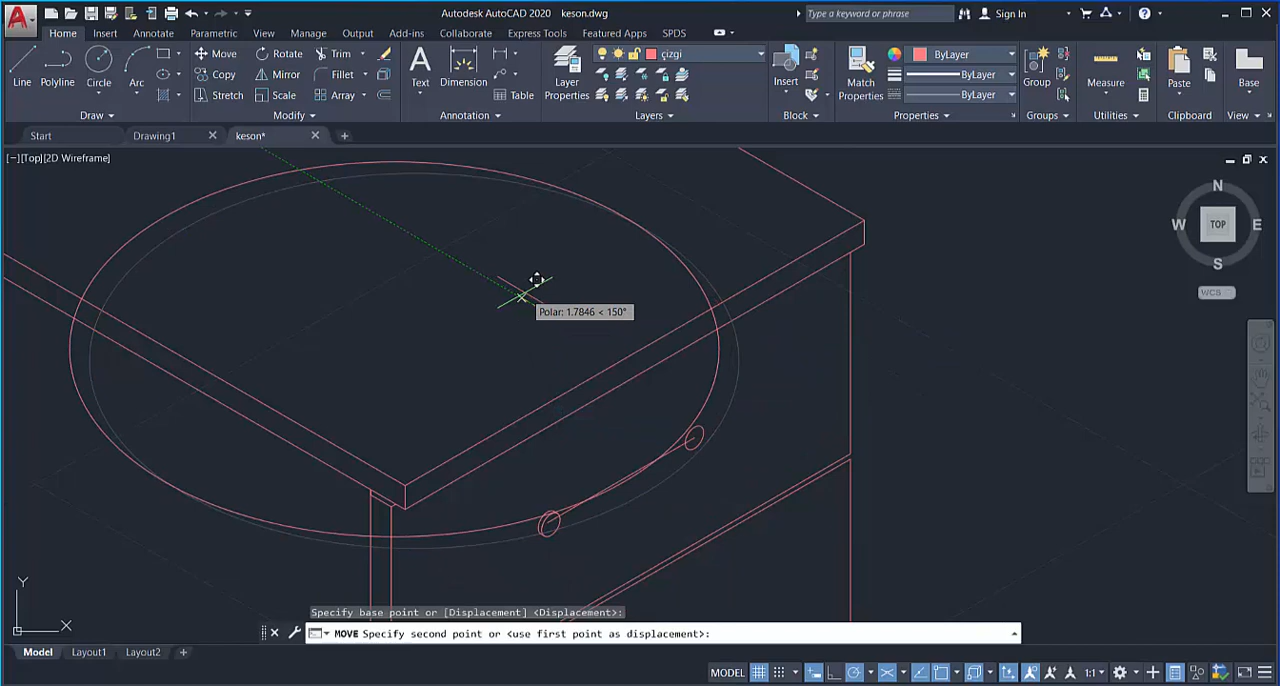 A
Autodesk AutoCAD 2020 keson.dwg
Type a keyword or phrase
Sign In
Home Insert Annotate Parametric View Manage Output Add-ins Collaborate Express Tools Featured Apps SPDS
Line
Polyline
Circle
Arc
Draw
Move
Copy
Stretch
Rotate
Mirror
Scale
Trim
Fillet
Array
Modify
Text
Dimension
Table
Annotation
Layer
Properties
çizgi
Layers
Insert
Block
Match
Properties
ByLayer
ByLayer
ByLayer
Properties
Group
Groups
Measure
Utilities
Paste
Clipboard
Base
View
Start
Drawing1
keson*
[−][Top][2D Wireframe]
N
W TOP E
S
WCS
Polar: 1.7846 < 150°
Y
X
Specify base point or [Displacement] <Displacement>:
MOVE Specify second point or <use first point as displacement>:
Model Layout1 Layout2
MODEL
1:1